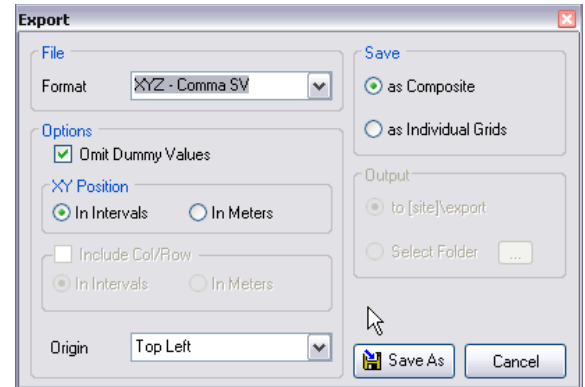 Export
File
Format XYZ - Comma SV
Options
Omit Dummy Values
XY Position
In Intervals In Meters
Include Col/Row
In Intervals In Meters
Origin Top Left
Save
as Composite
as Individual Grids
Output
to [site]\export
Select Folder ...
Save As Cancel